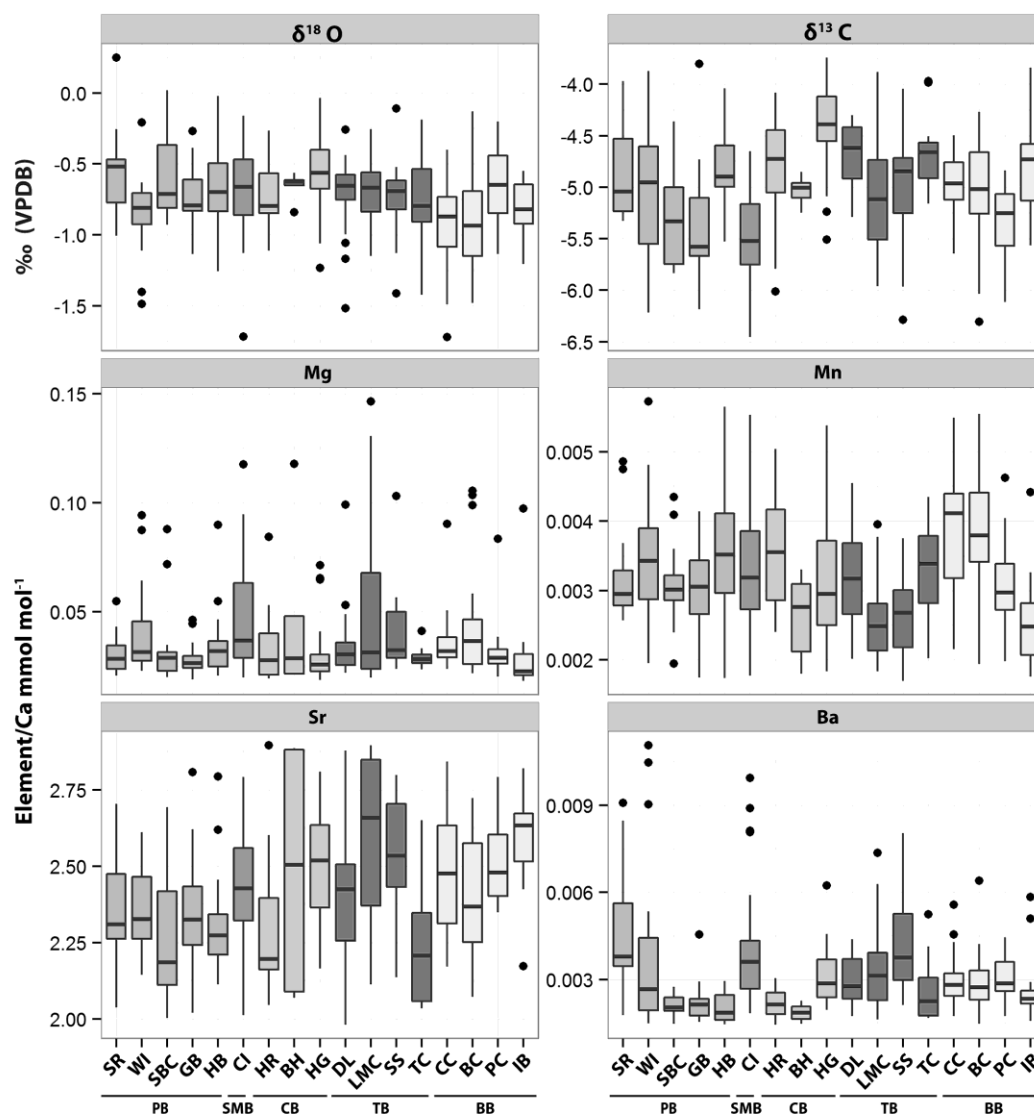 δ¹⁸ O
δ¹³ C
‰ (VPDB)
0.0
-0.5
-1.0
-1.5
-4.0
-4.5
-5.0
-5.5
-6.0
-6.5
Mg
Mn
Element/Ca mmol mol⁻¹
0.15
0.10
0.05
0.005
0.004
0.003
0.002
Sr
Ba
2.75
2.50
2.25
2.00
0.009
0.006
0.003
SR WI SBC GB HB CI HR BH HG DL LMC SS TC CC BC PC IB
PB SMB CB TB BB
SR WI SBC GB HB CI HR BH HG DL LMC SS TC CC BC PC IB
PB SMB CB TB BB